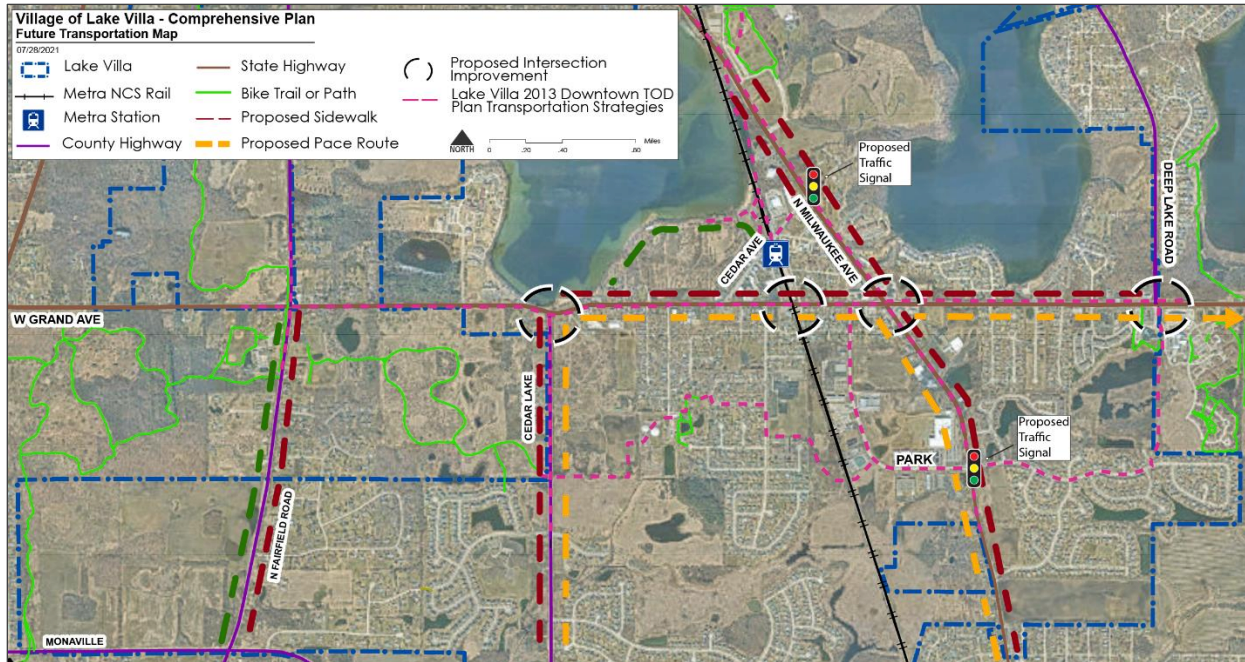 Village of Lake Villa - Comprehensive Plan
Future Transportation Map
07/28/2021
Lake Villa
Metra NCS Rail
Metra Station
County Highway
State Highway
Bike Trail or Path
Proposed Sidewalk
Proposed Pace Route
Proposed Intersection
Improvement
Lake Villa 2013 Downtown TOD
Plan Transportation Strategies
NORTH
0 .20 .40 .80 Miles
Proposed
Traffic
Signal
DEEP LAKE ROAD
N MILWAUKEE AVE
CEDAR AVE
W GRAND AVE
CEDAR LAKE
N FAIRFIELD ROAD
PARK
Proposed
Traffic
Signal
MONAVILLE